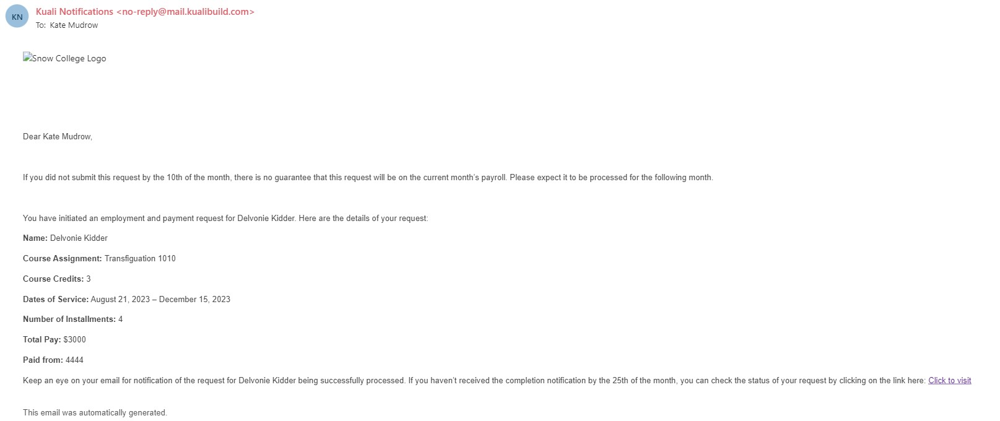 KN
Kuali Notifications <no-reply@mail.kualibuild.com>
To: Kate Mudrow
Snow College Logo
Dear Kate Mudrow,
If you did not submit this request by the 10th of the month, there is no guarantee that this request will be on the current month's payroll. Please expect it to be processed for the following month.
You have initiated an employment and payment request for Delvonie Kidder. Here are the details of your request:
Name: Delvonie Kidder
Course Assignment: Transfiguation 1010
Course Credits: 3
Dates of Service: August 21, 2023 – December 15, 2023
Number of Installments: 4
Total Pay: $3000
Paid from: 4444
Keep an eye on your email for notification of the request for Delvonie Kidder being successfully processed. If you haven't received the completion notification by the 25th of the month, you can check the status of your request by clicking on the link here: Click to visit
This email was automatically generated.